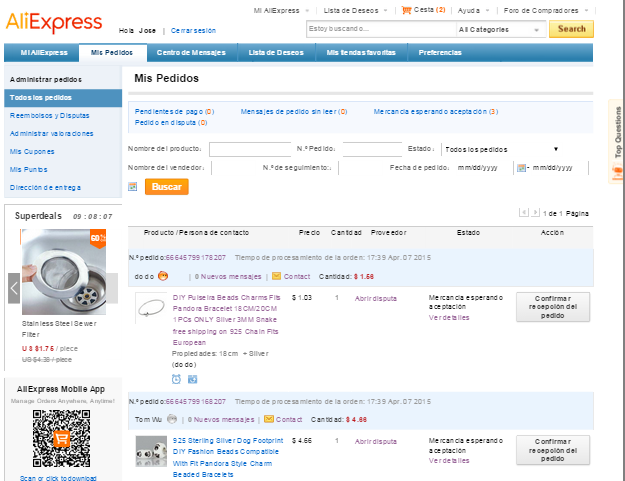 AliExpress
Hola Jose | Cerrar sesión
Mi AliExpress | Lista de Deseos | Cesta (2) | Ayuda | Foro de Compradores
Estoy buscando... All Categories Search
MI AliExpress Mis Pedidos Centro de Mensajes Lista de Deseos Mis tiendas favoritas Preferencias
Administrar pedidos
Todos los pedidos
Reembolsos y Disputas
Administrar valoraciones
Mis Cupones
Mis Puntos
Dirección de entrega
Superdeals 09:08:07
60%
Stainless Steel Sewer
Filter
US $1.75 / piece
US $4.38 / piece
AliExpress Mobile App
Manage Orders Anywhere, Anytime!
Scan or click to download
Mis Pedidos
Pendientes de pago (0) Mensajes de pedido sin leer (0) Mercancia esperando aceptación (3)
Pedido en disputa (0)
Nombre del producto: N.º Pedido: Estado: Todos los pedidos
Nombre del vendedor: N.º de seguimiento: Fecha de pedido: mm/dd/yyyy - mm/dd/yyyy
Buscar
1 de 1 Página
Producto / Persona de contacto Precio Cantidad Proveedor Estado Acción
N.º pedido:66645799178207 Tiempo de procesamiento de la orden: 17:39 Apr. 07 2015
do do | 0 Nuevos mensajes | Contact Cantidad: $ 1.56
DIY Pulseira Beads Charms Fits
Pandora Bracelet 18CM/20CM
1PCs ONLY Silver 3MM Snake
free shipping on 925 Chain Fits
European
Propiedades: 18cm + Silver
(do do)
$ 1.03 1 Abrir disputa
Mercancia esperando
aceptación
Ver detalles
Confirmar
recepción del
pedido
N.º pedido:66645799168207 Tiempo de procesamiento de la orden: 17:39 Apr. 07 2015
Tom Wu | 0 Nuevos mensajes | Contact Cantidad: $ 4.66
925 Sterling Silver Dog Footprint
DIY Fashion Beads Compatible
With Fit Pandora Style Charm
Beaded Bracelets
$ 4.66 1 Abrir disputa
Mercancia esperando
aceptación
Ver detalles
Confirmar
recepción del
pedido
Top Questions